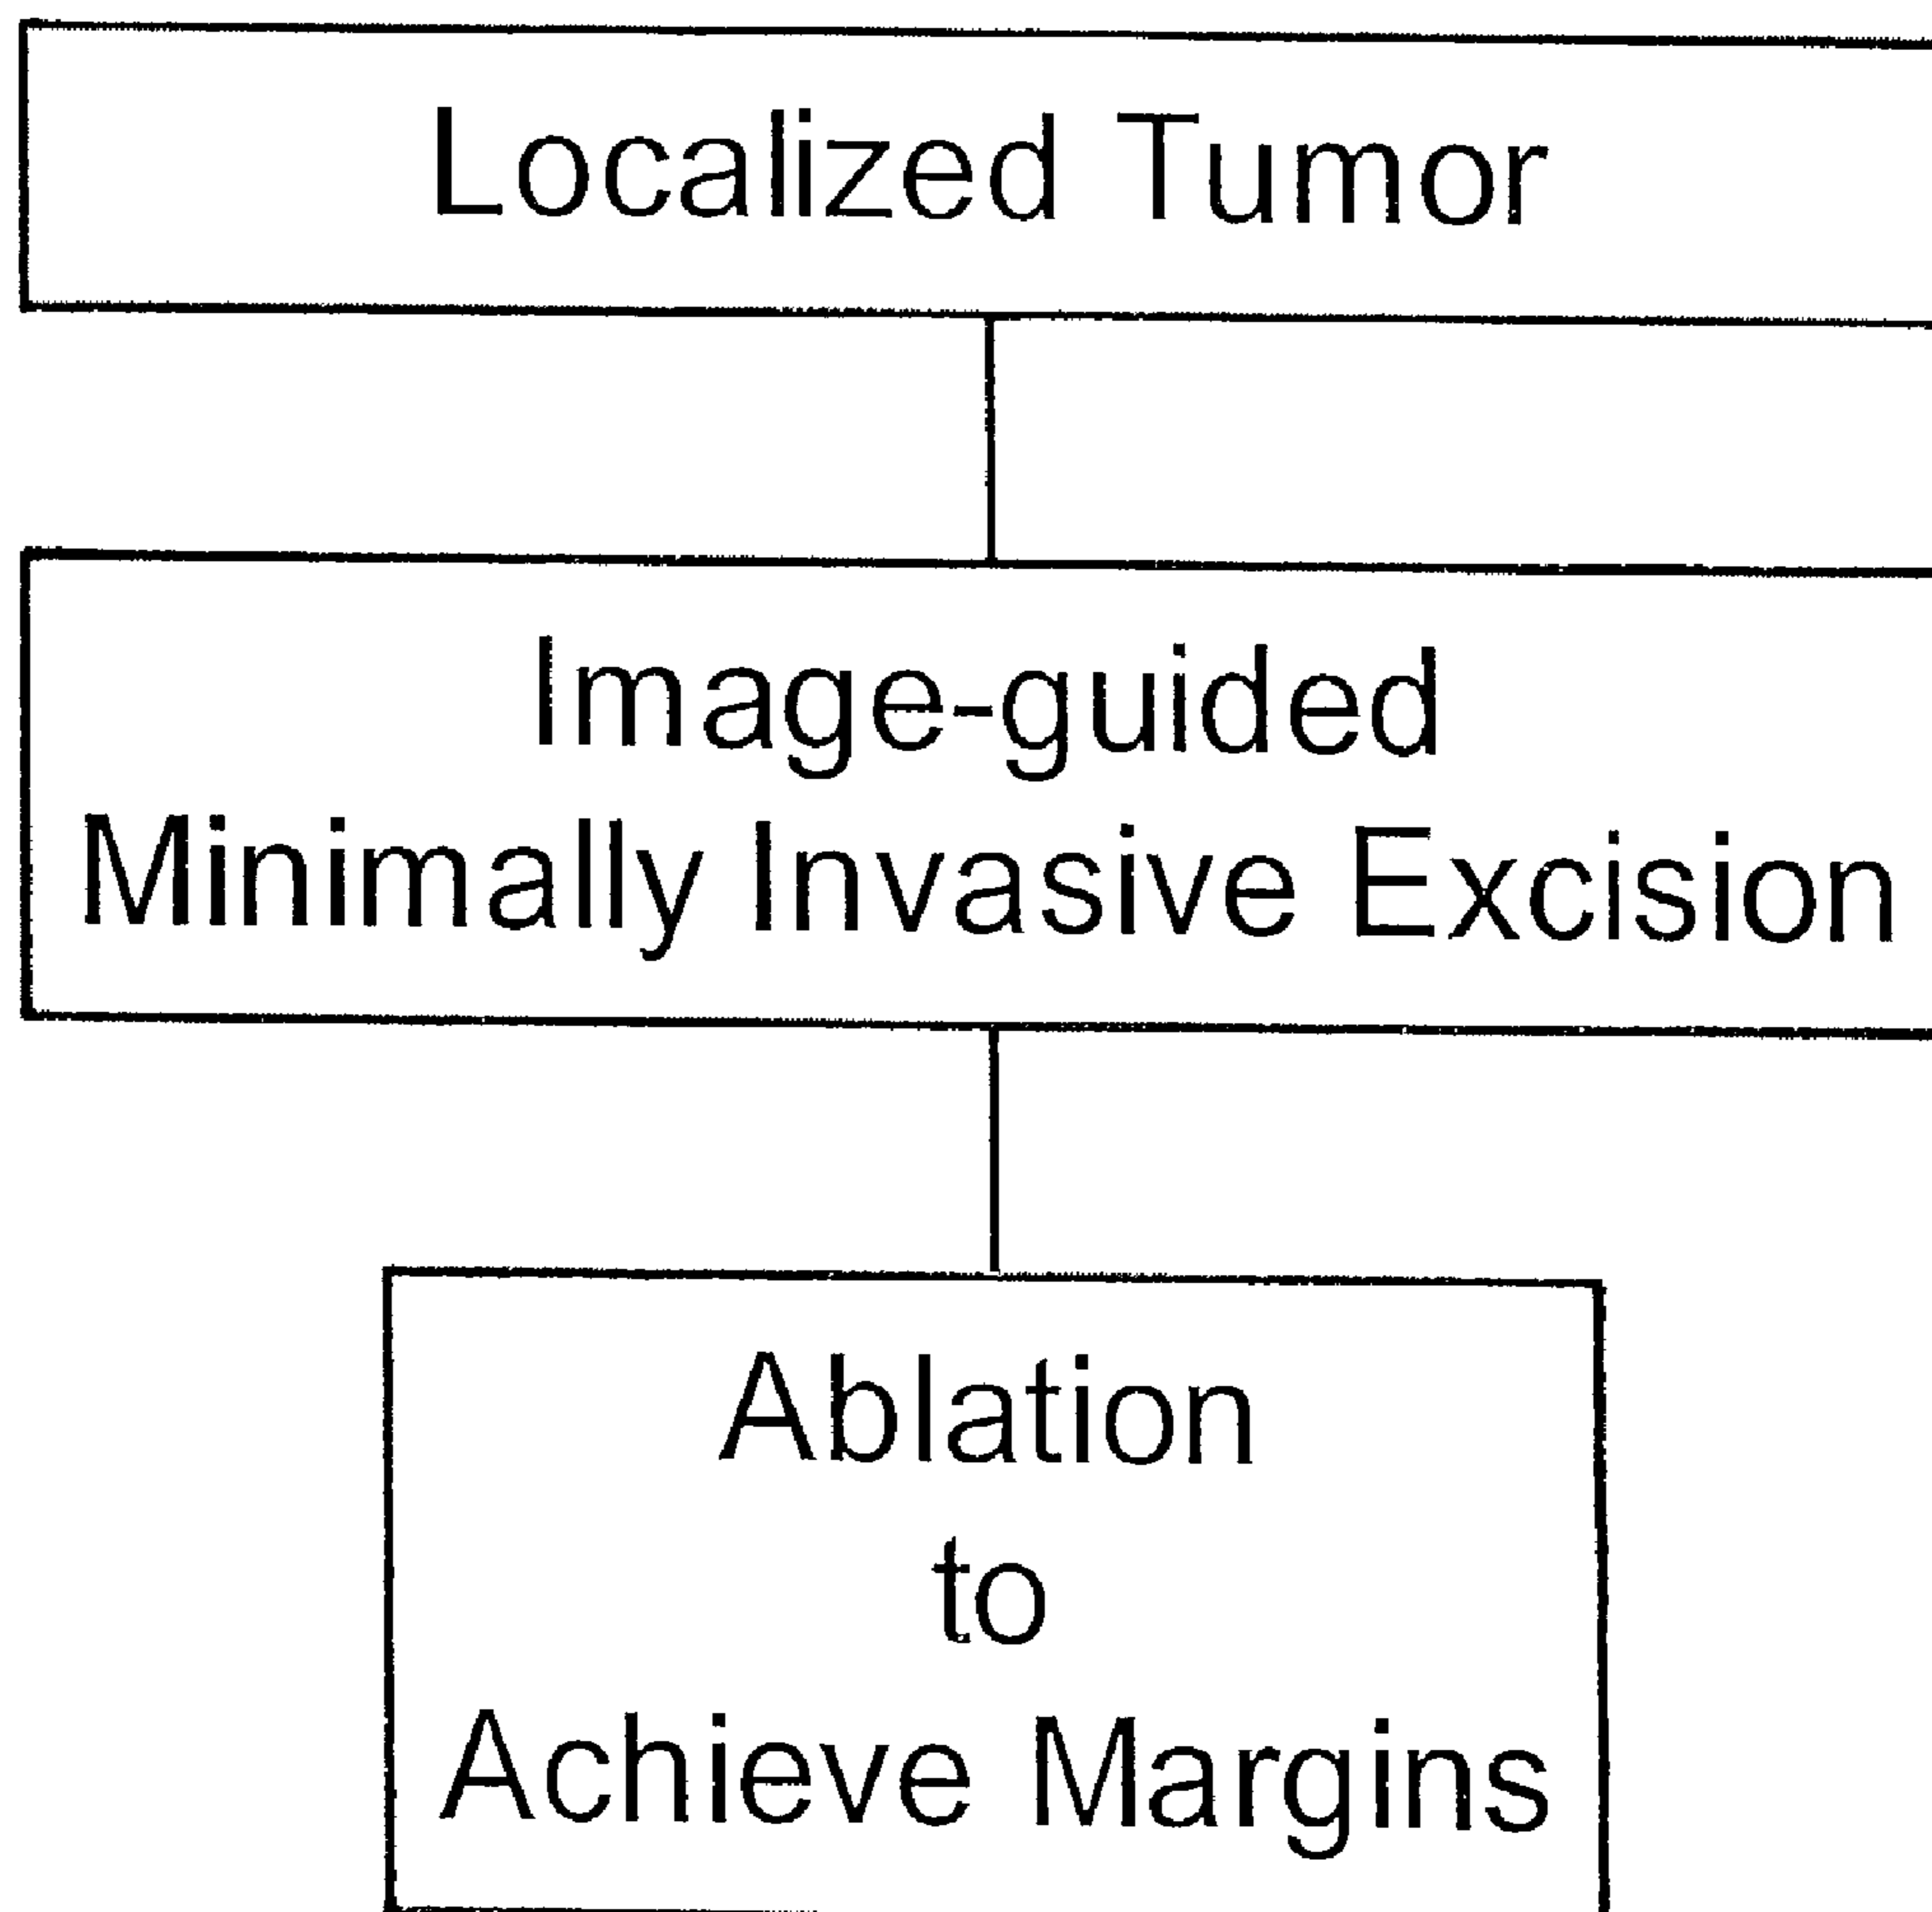 Localized Tumor
Image-guided
Minimally Invasive Excision
Ablation
to
Achieve Margins